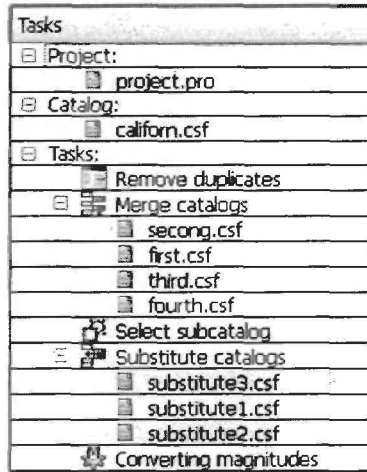 Tasks
Project:
project.pro
Catalog:
californ.csf
Tasks:
Remove duplicates
Merge catalogs
secong.csf
first.csf
third.csf
fourth.csf
Select subcatalog
Substitute catalogs
substitute3.csf
substitute1.csf
substitute2.csf
Converting magnitudes